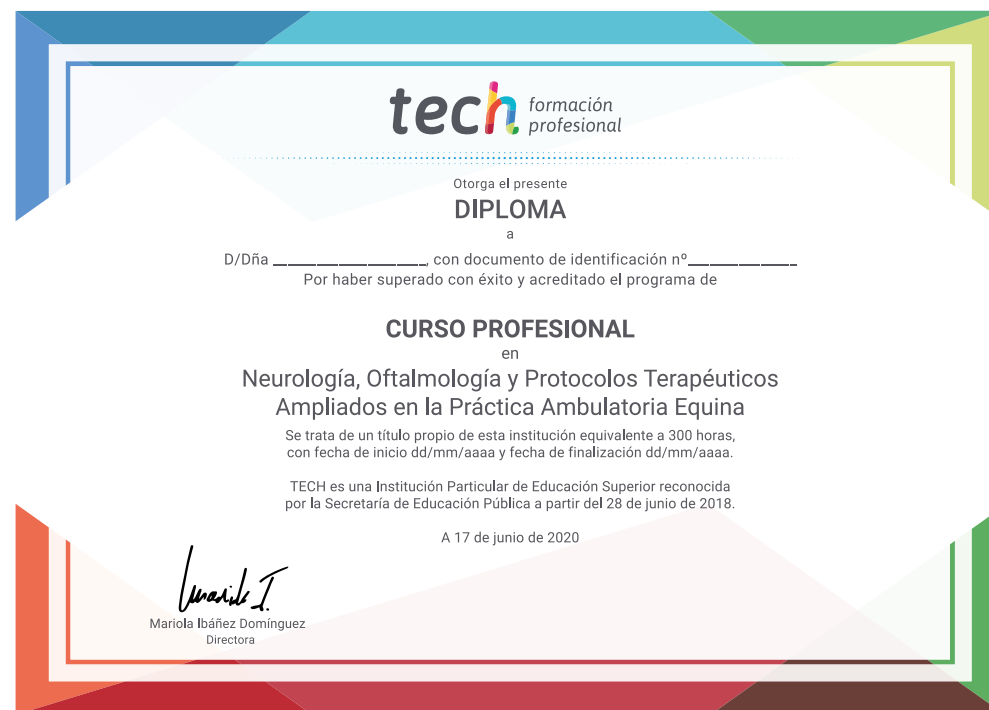 tech formación
profesional
Otorga el presente
DIPLOMA
a
D/Dña ____________________, con documento de identificación nº______________
Por haber superado con éxito y acreditado el programa de
CURSO PROFESIONAL
en
Neurología, Oftalmología y Protocolos Terapéuticos
Ampliados en la Práctica Ambulatoria Equina
Se trata de un título propio de esta institución equivalente a 300 horas,
con fecha de inicio dd/mm/aaaa y fecha de finalización dd/mm/aaaa.
TECH es una Institución Particular de Educación Superior reconocida
por la Secretaría de Educación Pública a partir del 28 de junio de 2018.
A 17 de junio de 2020
Mariola Ibáñez Domínguez
Directora